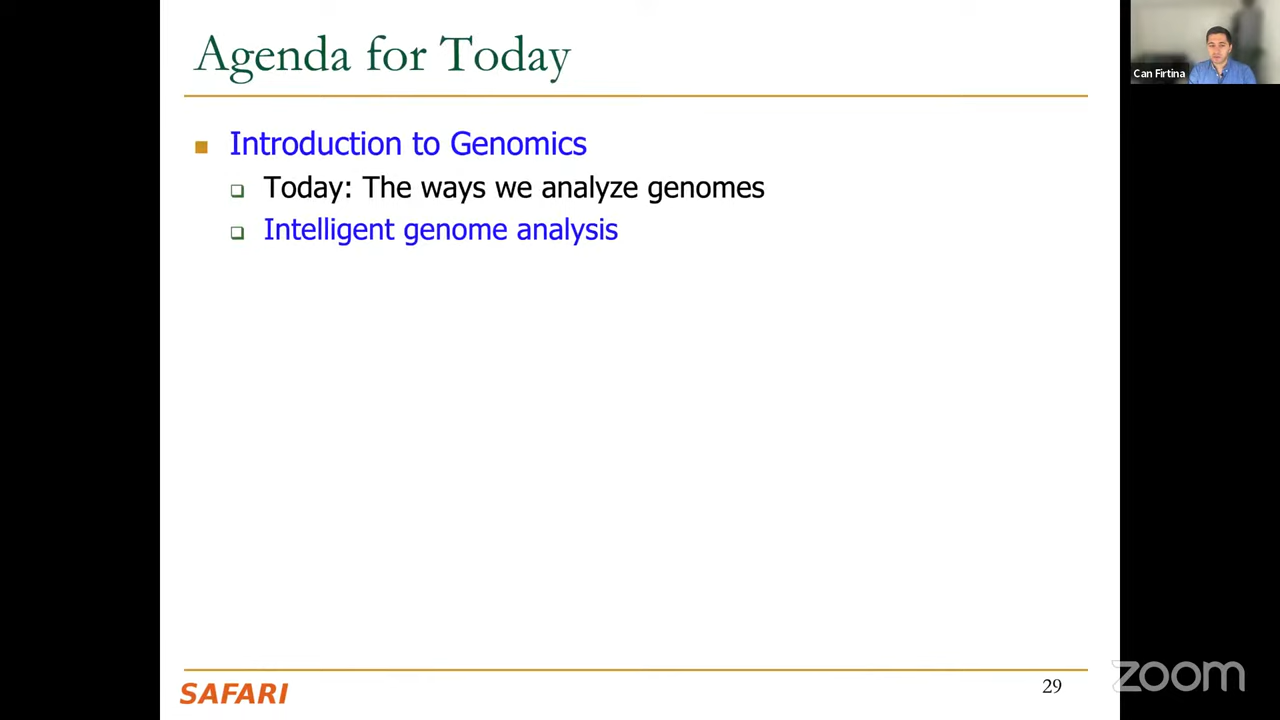 Agenda for Today
Can Firtina
Introduction to Genomics
Today: The ways we analyze genomes
Intelligent genome analysis
SAFARI
29
zoom